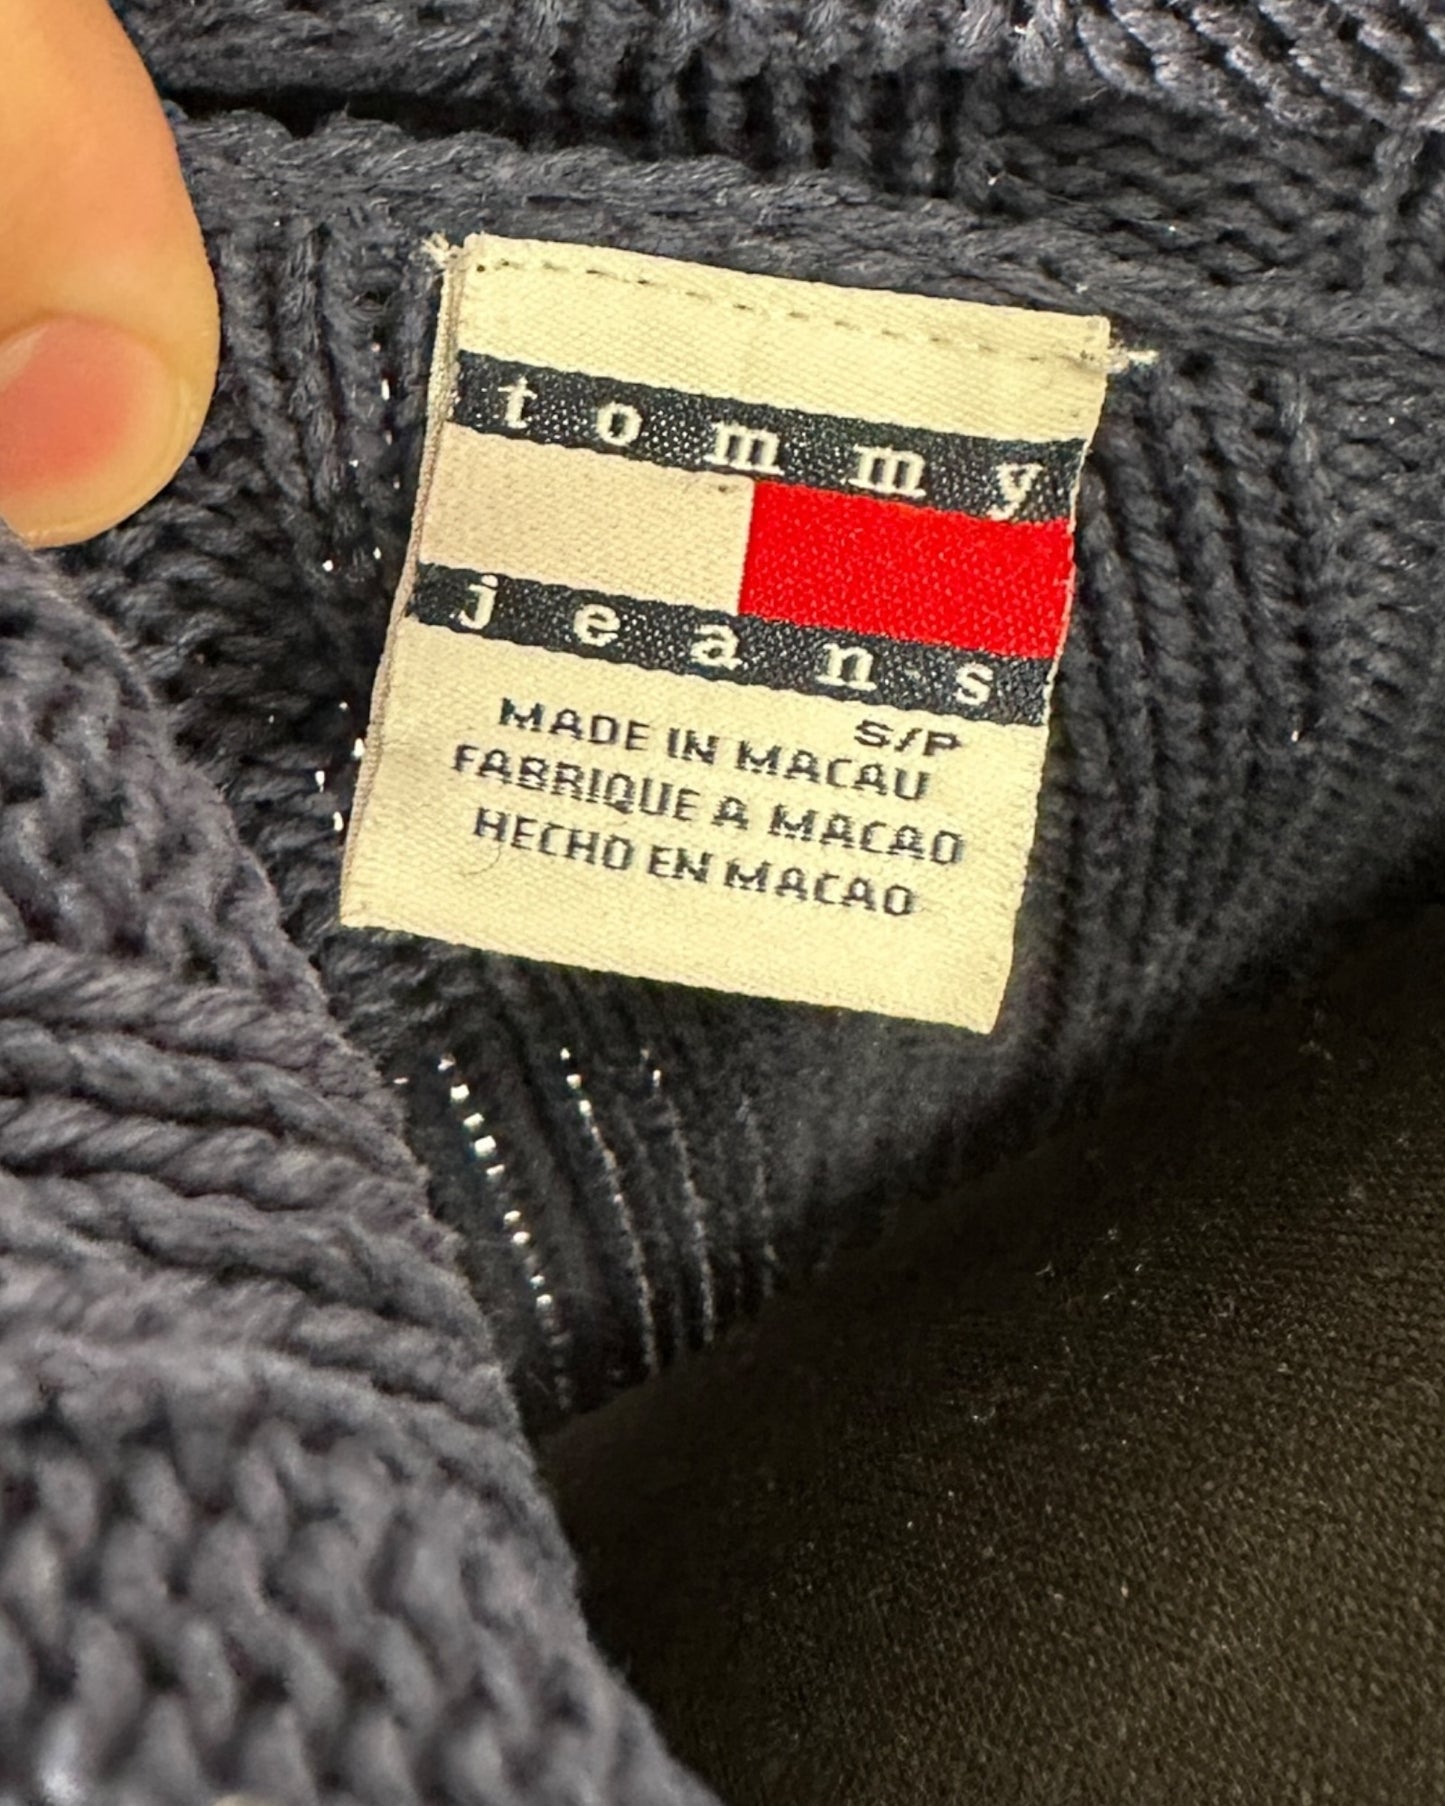 tommy
jeans
S/P
MADE IN MACAU
FABRIQUE A MACAO
HECHO EN MACAO